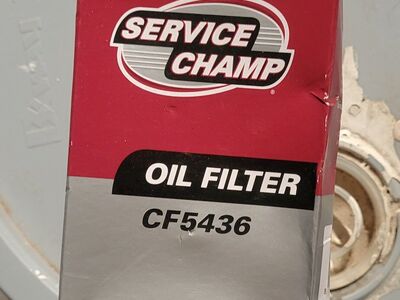 SERVICE
CHAMP®
OIL FILTER
CF5436